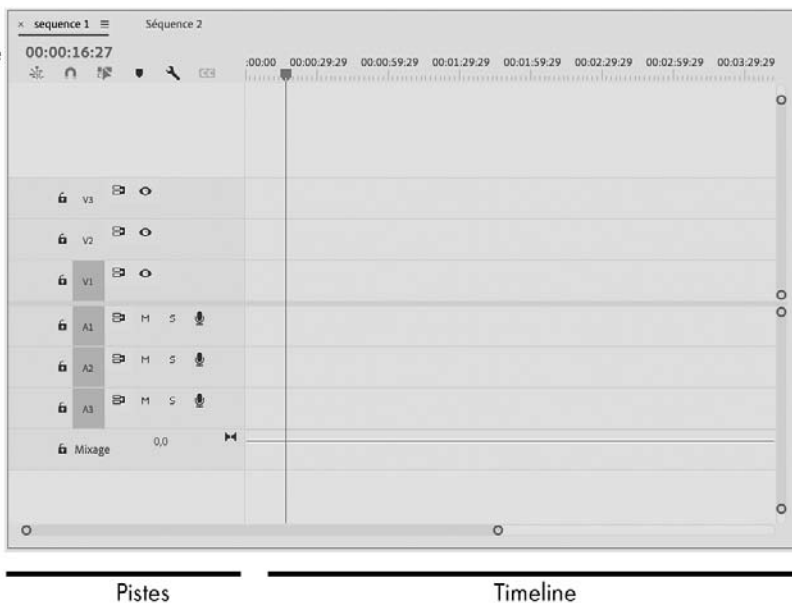 × sequence 1 ≡ Séquence 2
00:00:16:27
:00:00 00:00:29:29 00:00:59:29 00:01:29:29 00:01:59:29 00:02:29:29 00:02:59:29 00:03:29:29
V3
V2
V1
A1 M S
A2 M S
A3 M S
Mixage 0,0
Pistes Timeline